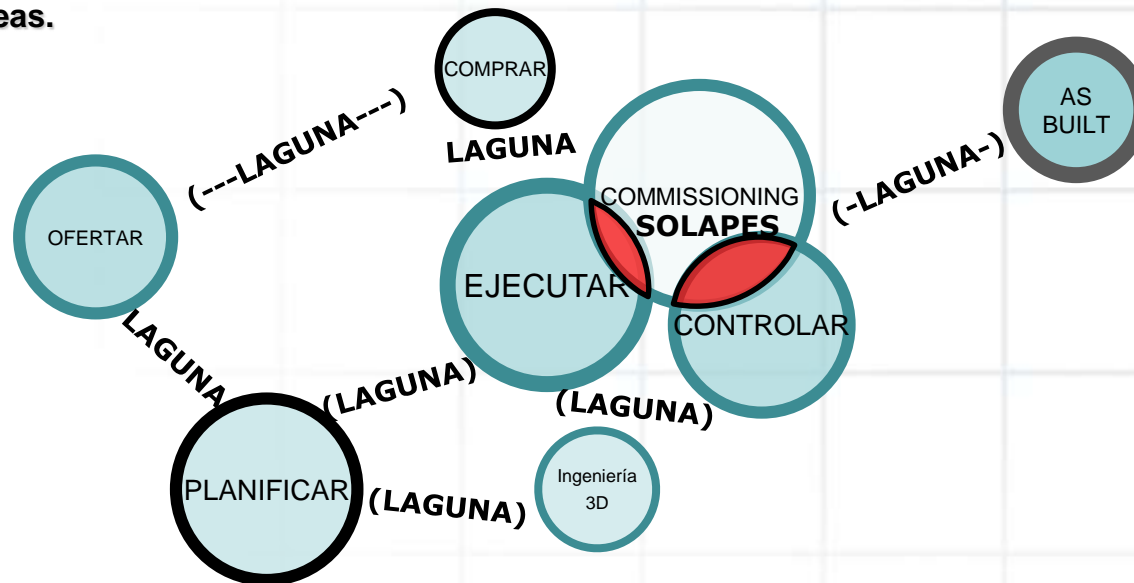 eas.
COMPRAR
AS
BUILT
(---LAGUNA---)
LAGUNA
(-LAGUNA-)
COMMISSIONING
SOLAPES
OFERTAR
EJECUTAR
CONTROLAR
LAGUNA
(LAGUNA)
(LAGUNA)
PLANIFICAR
(LAGUNA)
Ingeniería
3D